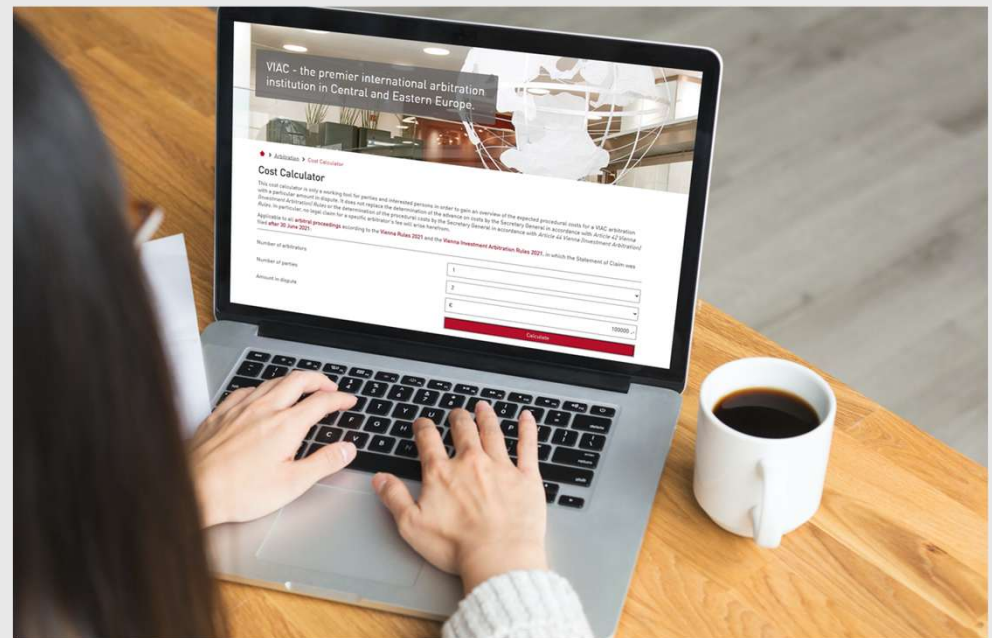 VIAC - the premier international arbitration
institution in Central and Eastern Europe.
> Arbitration > Cost Calculator
Cost Calculator
This cost calculator is only a working tool for parties and interested persons in order to gain an overview of the expected procedural costs for a VIAC arbitration
with a particular amount in dispute. It does not replace the determination of the advance on costs by the Secretary General in accordance with Article 42 Vienna
(Investment Arbitration) Rules or the determination of the procedural costs by the Secretary General in accordance with Article 44 Vienna (Investment Arbitration)
Rules. In particular, no legal claim for a specific arbitrator's fee will arise herefrom.
Applicable to all arbitral proceedings according to the Vienna Rules 2021 and the Vienna Investment Arbitration Rules 2021, in which the Statement of Claim was
filed after 30 June 2021.
Number of arbitrators
1
Number of parties
2
Amount in dispute
€ 100000 ,-
Calculate